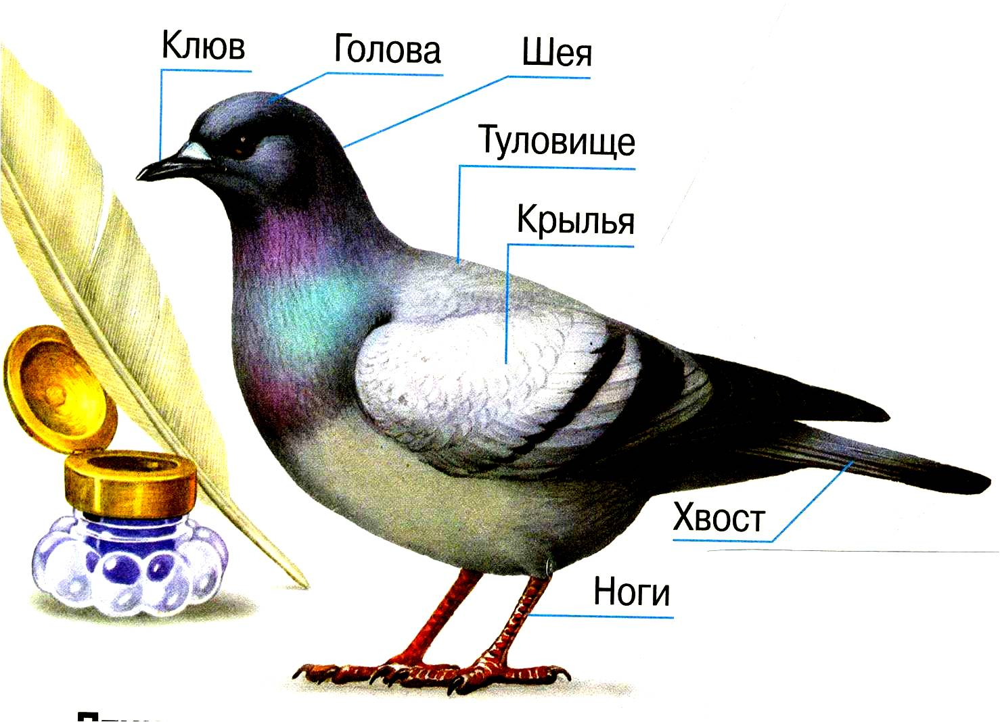 Клюв
Голова
Шея
Туловище
Крылья
Хвост
Ноги